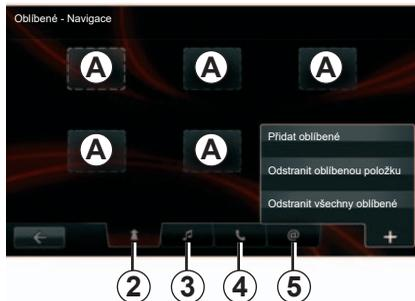 Oblíbené - Navigace
A A A
A A
Přidat oblíbené
Odstranit oblíbenou položku
Odstranit všechny oblíbené
@ +
2 3 4 5